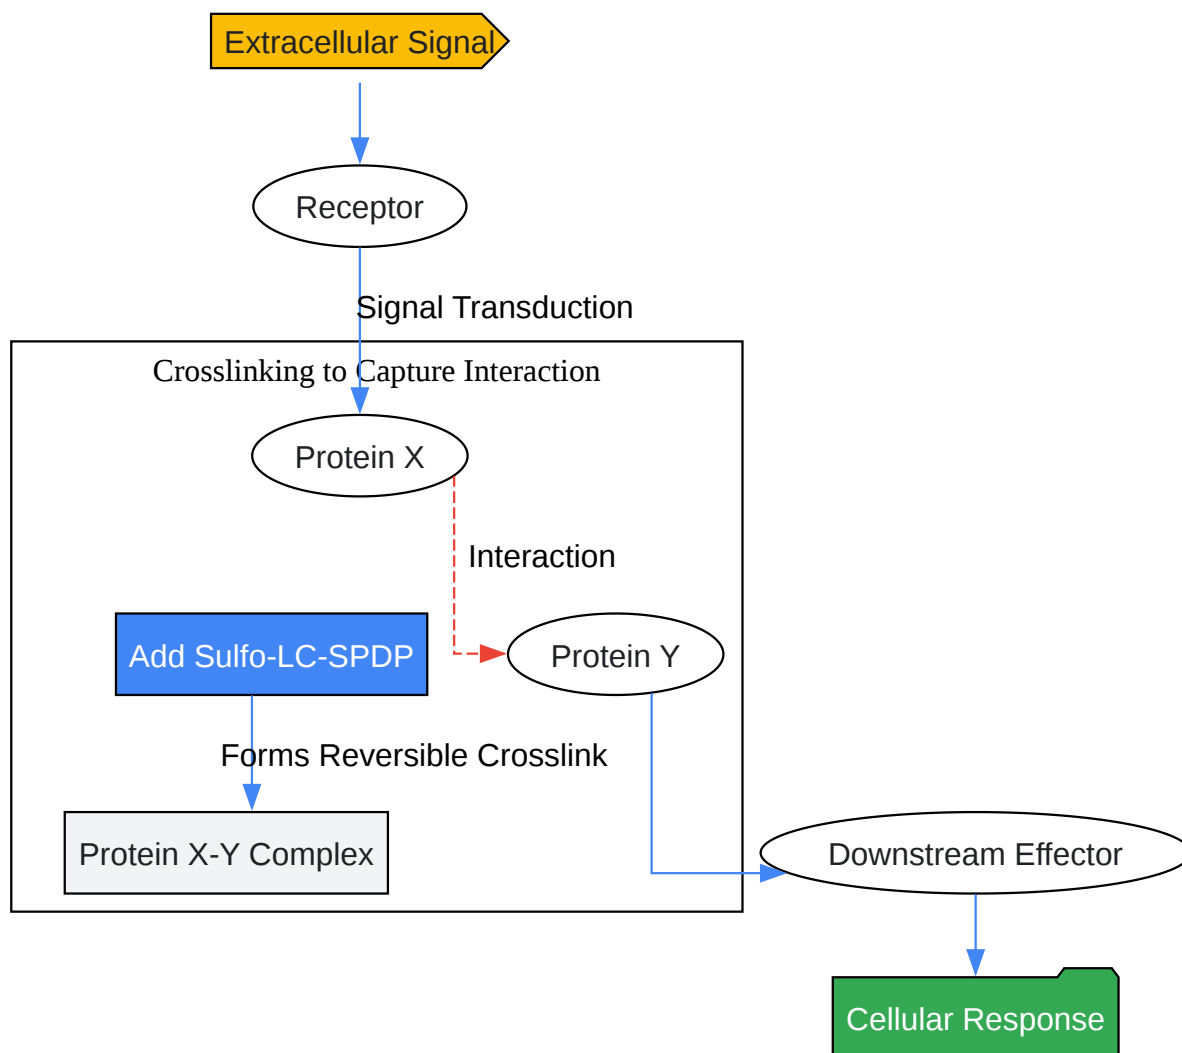 Extracellular Signal
Receptor
Signal Transduction
Crosslinking to Capture Interaction
Protein X
Interaction
Add Sulfo-LC-SPDP
Protein Y
Forms Reversible Crosslink
Protein X-Y Complex
Downstream Effector
Cellular Response